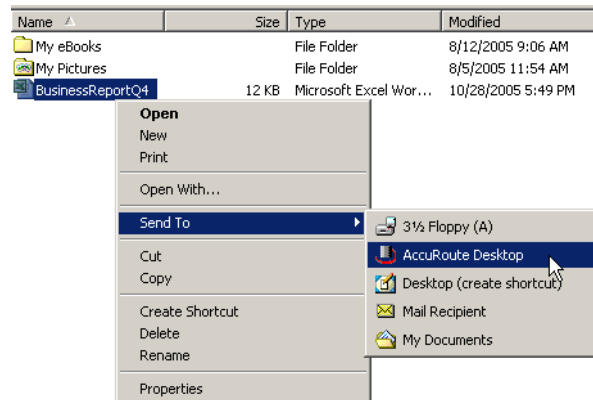 Name Size Type Modified
My eBooks File Folder 8/12/2005 9:06 AM
My Pictures File Folder 8/5/2005 11:54 AM
BusinessReportQ4 12 KB Microsoft Excel Wor... 10/28/2005 5:49 PM
Open
New
Print
Open With...
Send To
Cut
Copy
Create Shortcut
Delete
Rename
Properties
3½ Floppy (A)
AccuRoute Desktop
Desktop (create shortcut)
Mail Recipient
My Documents